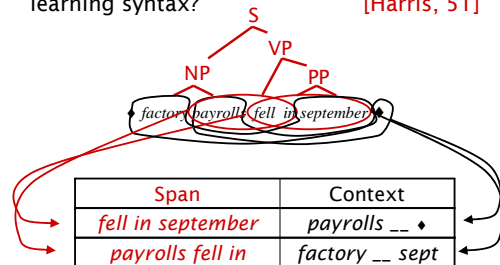 learning syntax? [Harris, 51]
S
VP
NP PP
♦ factory payrolls fell in september ♦
Span Context
fell in september payrolls __ ♦
payrolls fell in factory __ sept